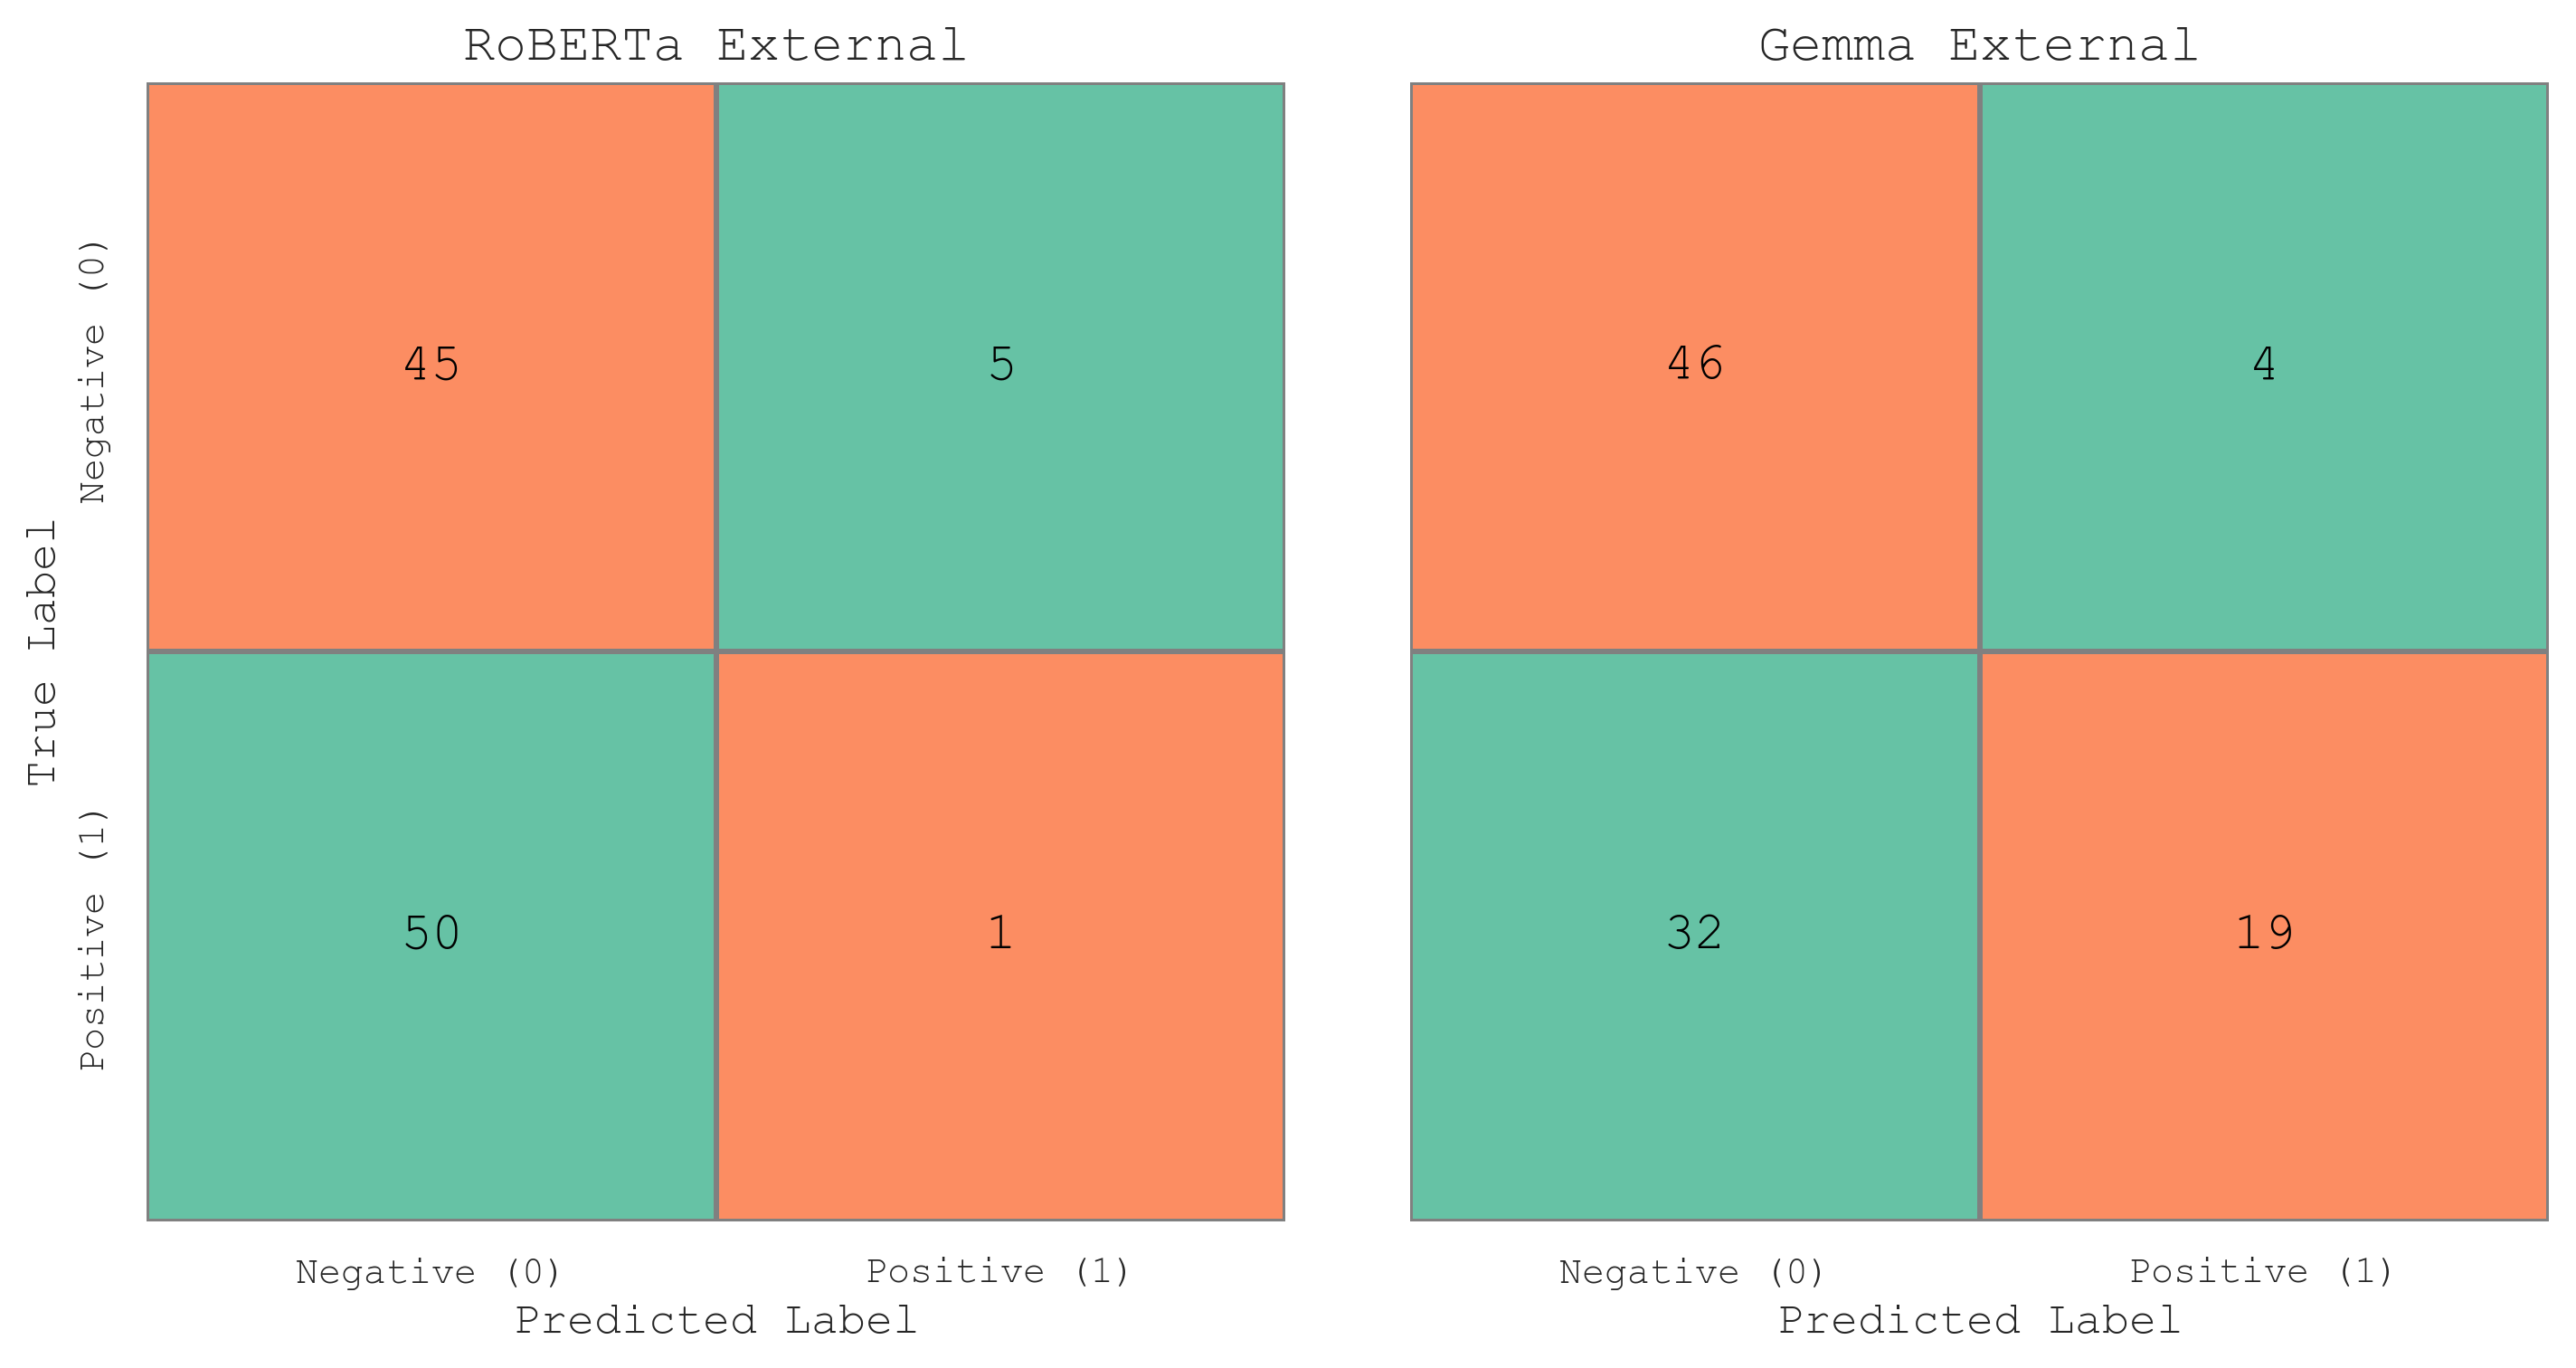 RoBERTa External
True Label
Negative (0)
Positive (1)
45
5
50
1
Negative (0)
Positive (1)
Predicted Label
Gemma External
46
4
32
19
Negative (0)
Positive (1)
Predicted Label